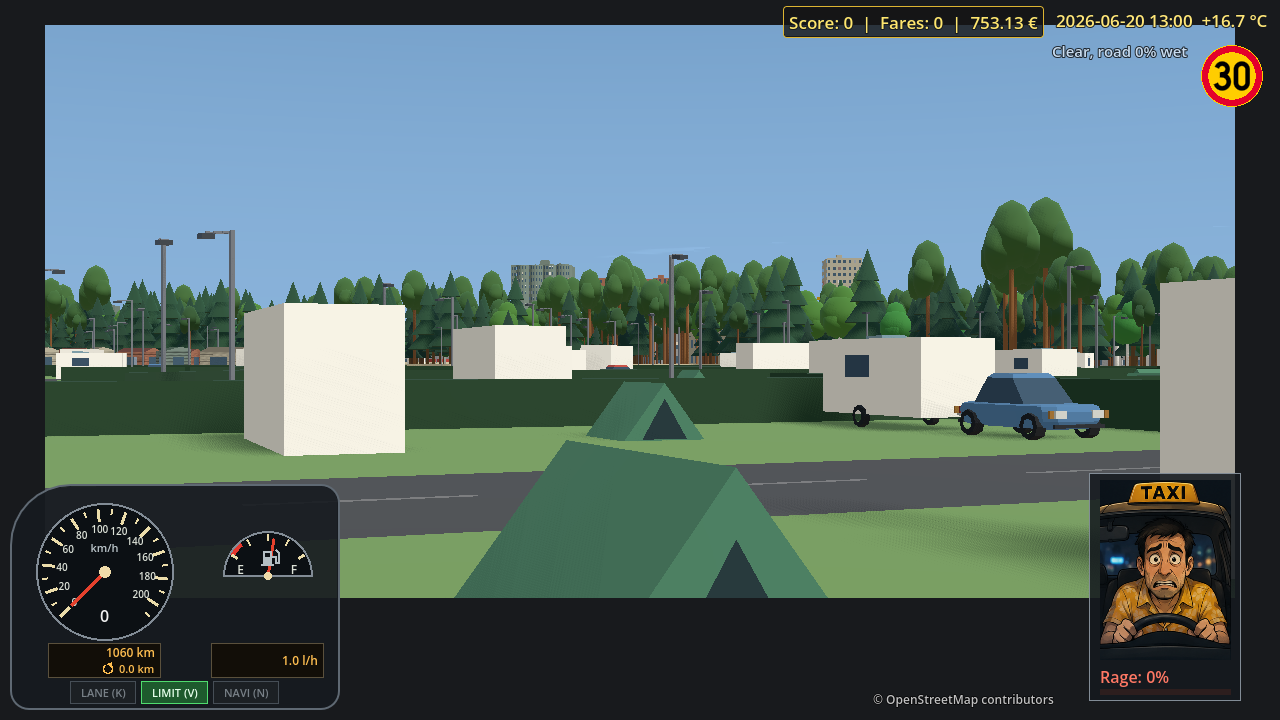 Score: 0 | Fares: 0 | 753.13 €
2026-06-20 13:00 +16.7 °C
Clear, road 0% wet
30
0 20 40 60 80 100 120 140 160 180 200
km/h
0
E F
1060 km
0.0 km
1.0 l/h
LANE (K)
LIMIT (V)
NAVI (N)
TAXI
Rage: 0%
© OpenStreetMap contributors